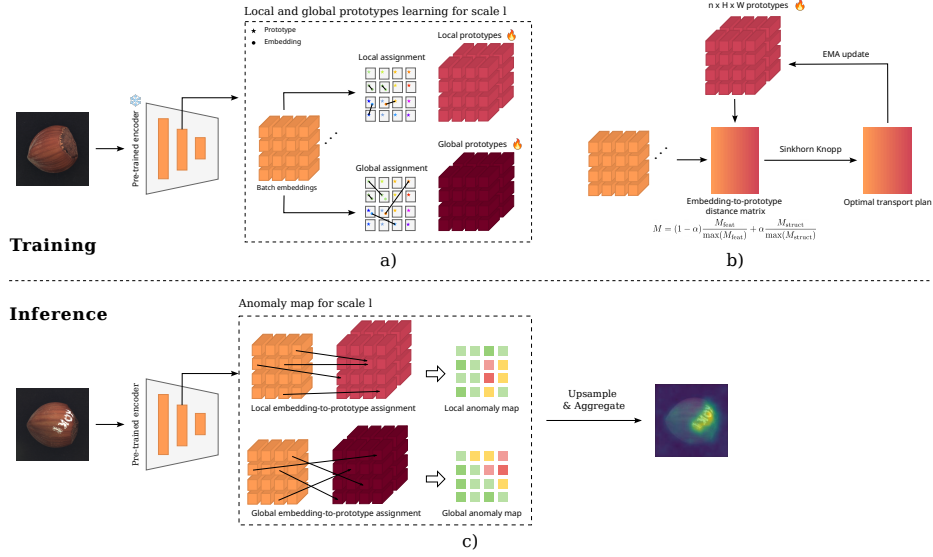 Local and global prototypes learning for scale l
Prototype
Embedding
Local prototypes
Local assignment
Pre-trained encoder
Batch embeddings
Global prototypes
Global assignment
Training
a)
n x H x W prototypes
EMA update
Sinkhorn Knopp
Embedding-to-prototype
distance matrix
Optimal transport plan
M = (1 − α) M_feat / max(M_feat) + α M_struct / max(M_struct)
b)
Inference
Anomaly map for scale l
Pre-trained encoder
Local embedding-to-prototype assignment
Local anomaly map
Upsample
& Aggregate
Global embedding-to-prototype assignment
Global anomaly map
c)